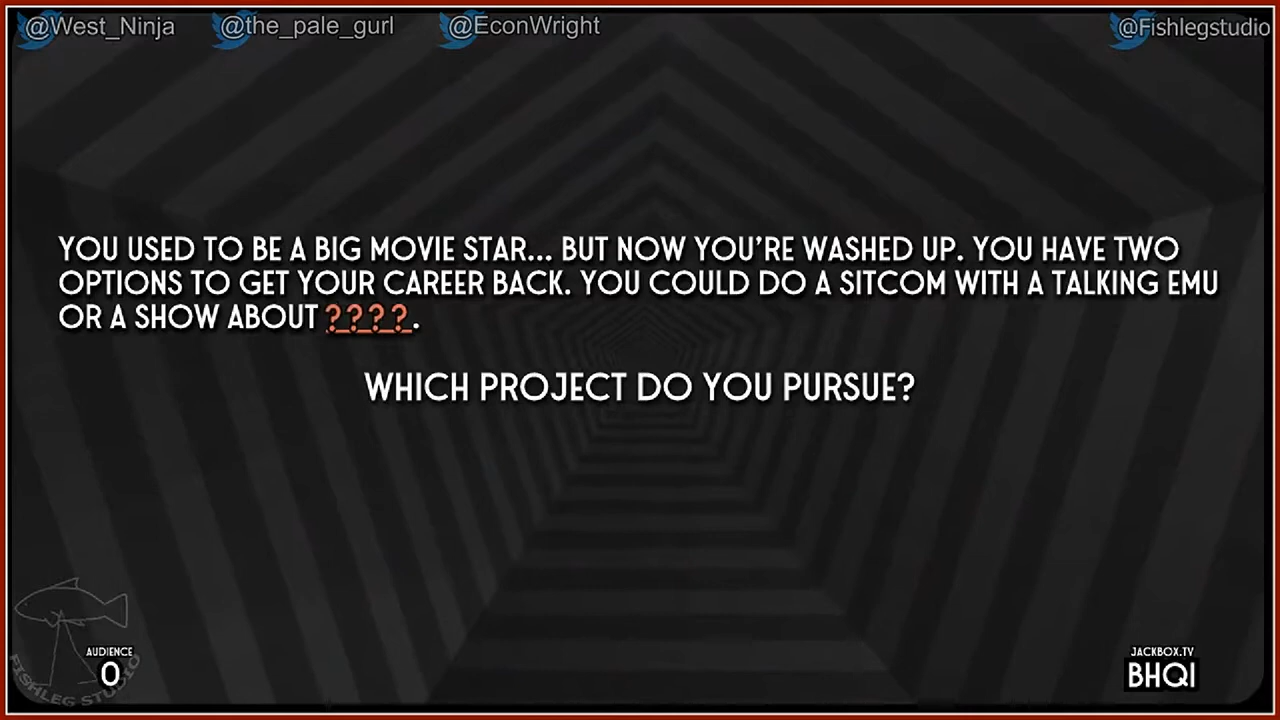 @West_Ninja @the_pale_gurl @EconWright @Fishlegstudio
YOU USED TO BE A BIG MOVIE STAR... BUT NOW YOU'RE WASHED UP. YOU HAVE TWO
OPTIONS TO GET YOUR CAREER BACK. YOU COULD DO A SITCOM WITH A TALKING EMU
OR A SHOW ABOUT ????.
WHICH PROJECT DO YOU PURSUE?
AUDIENCE
0
FISHLEG STUDIO
JACKBOX.TV
BHQI